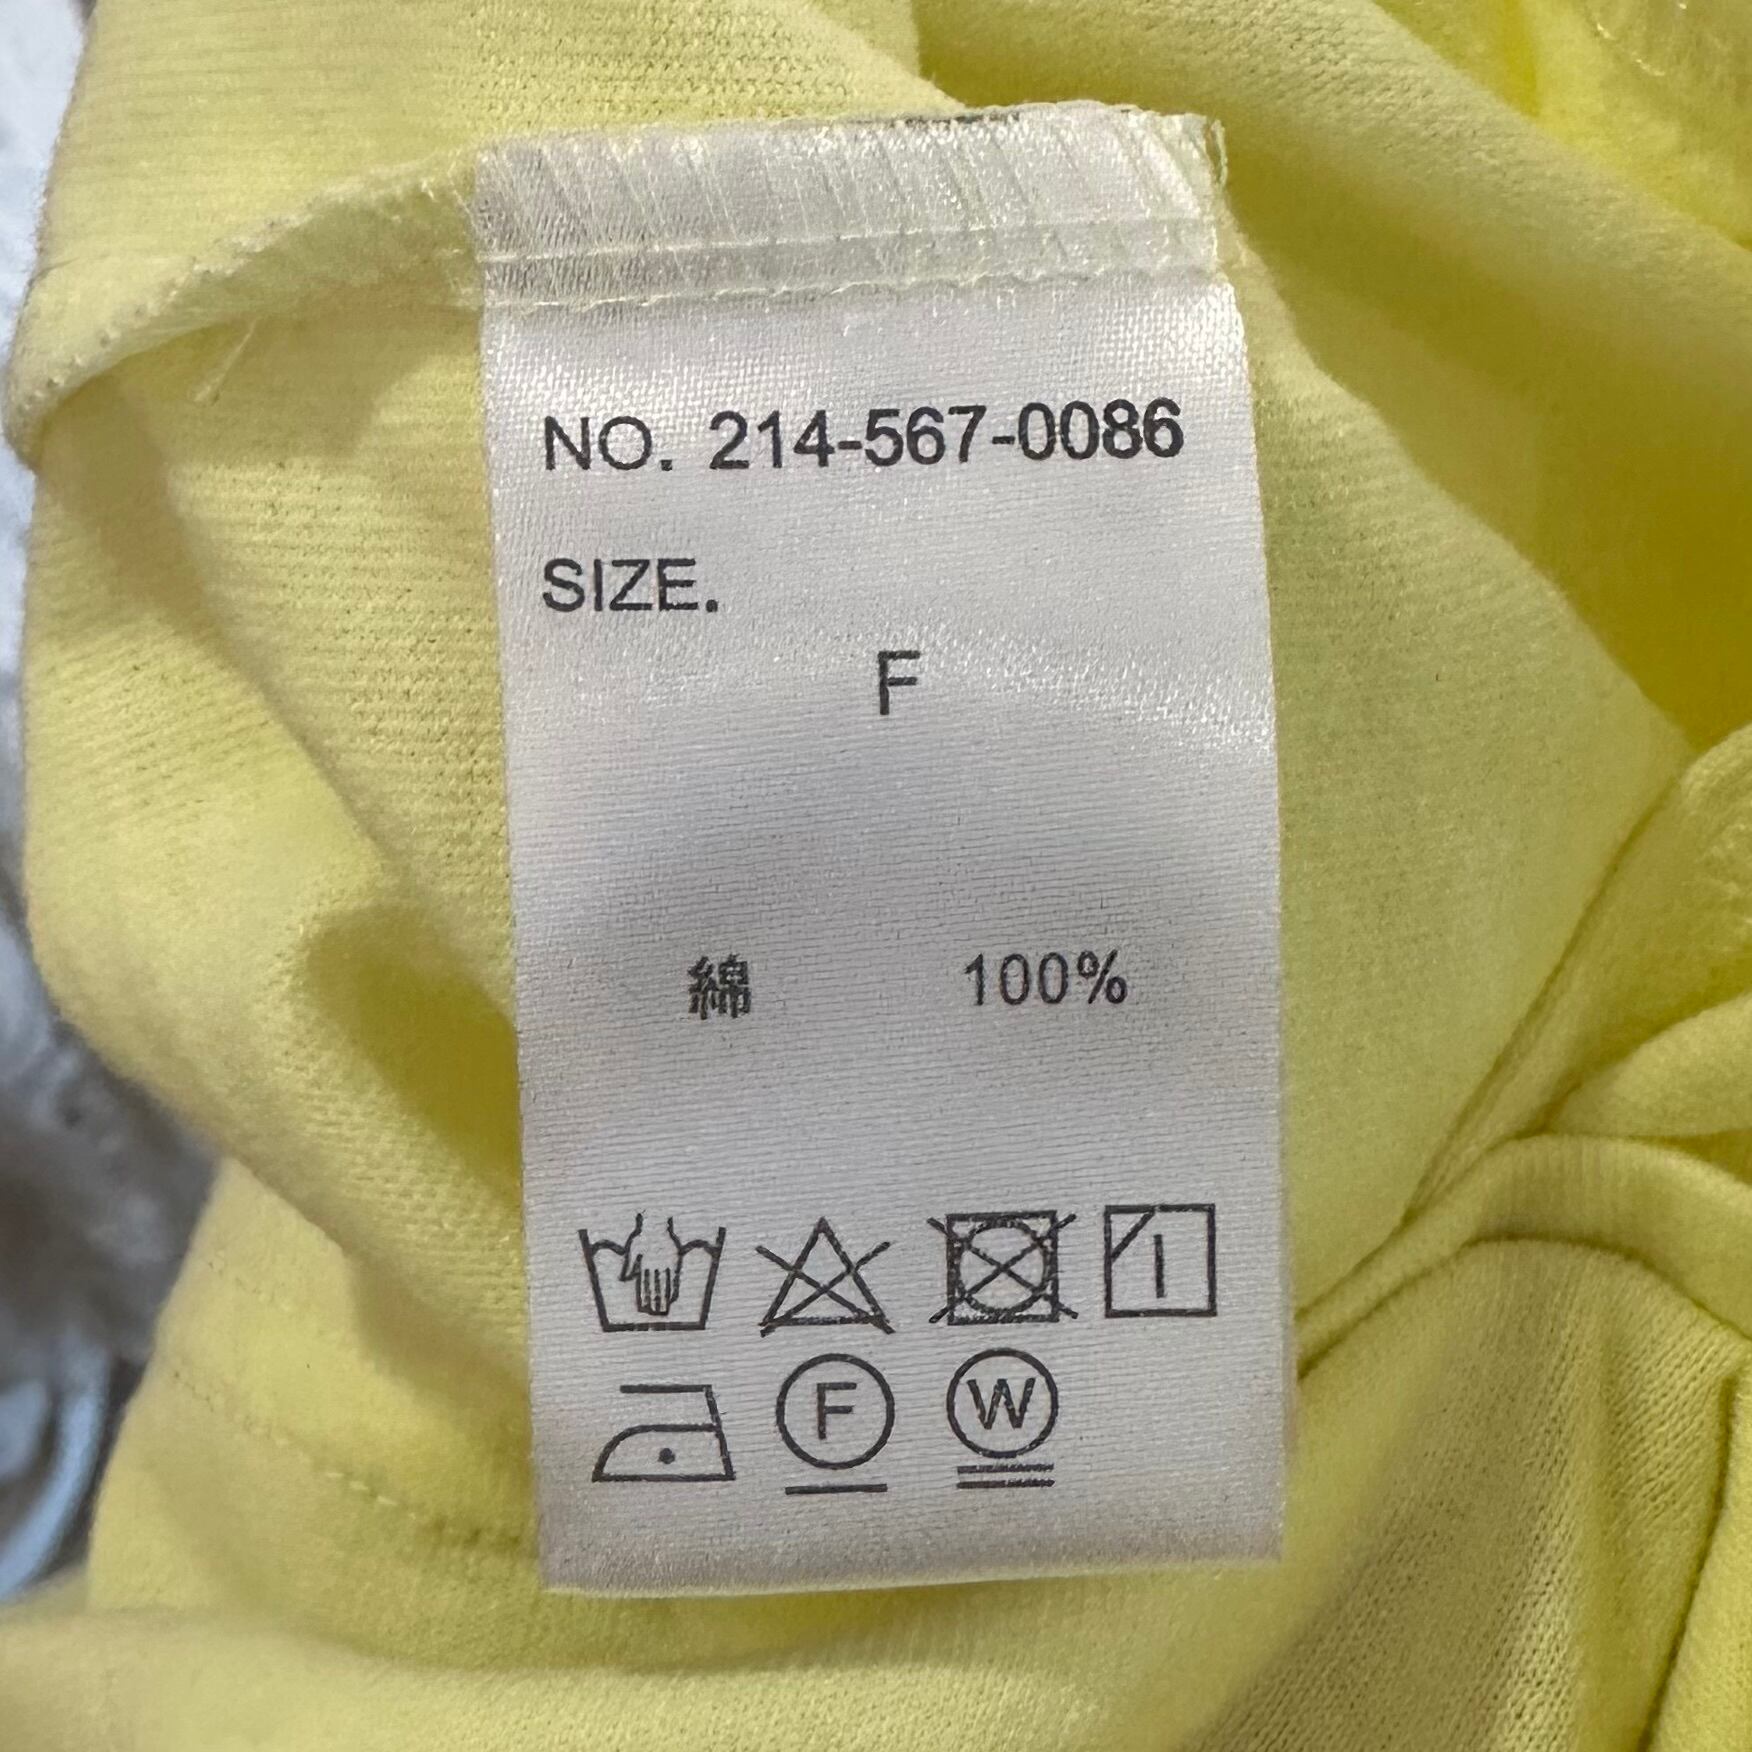 NO. 214-567-0086
SIZE.
F
綿 100%
F W